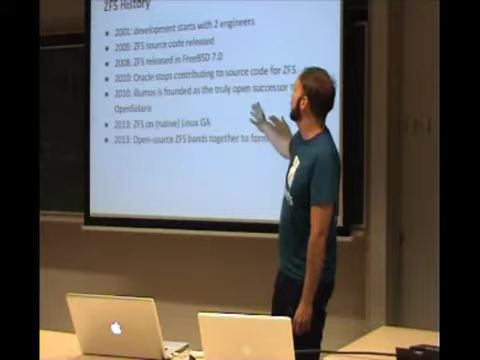 ZFS History
2001: development starts with 2 engineers
2005: ZFS source code released
2008: ZFS released in FreeBSD 7.0
2010: Oracle stops contributing to source code for ZFS
2010: illumos is founded as the truly open successor
OpenSolaris
2013: ZFS on (native) Linux GA
2013: Open-source ZFS bands together to form